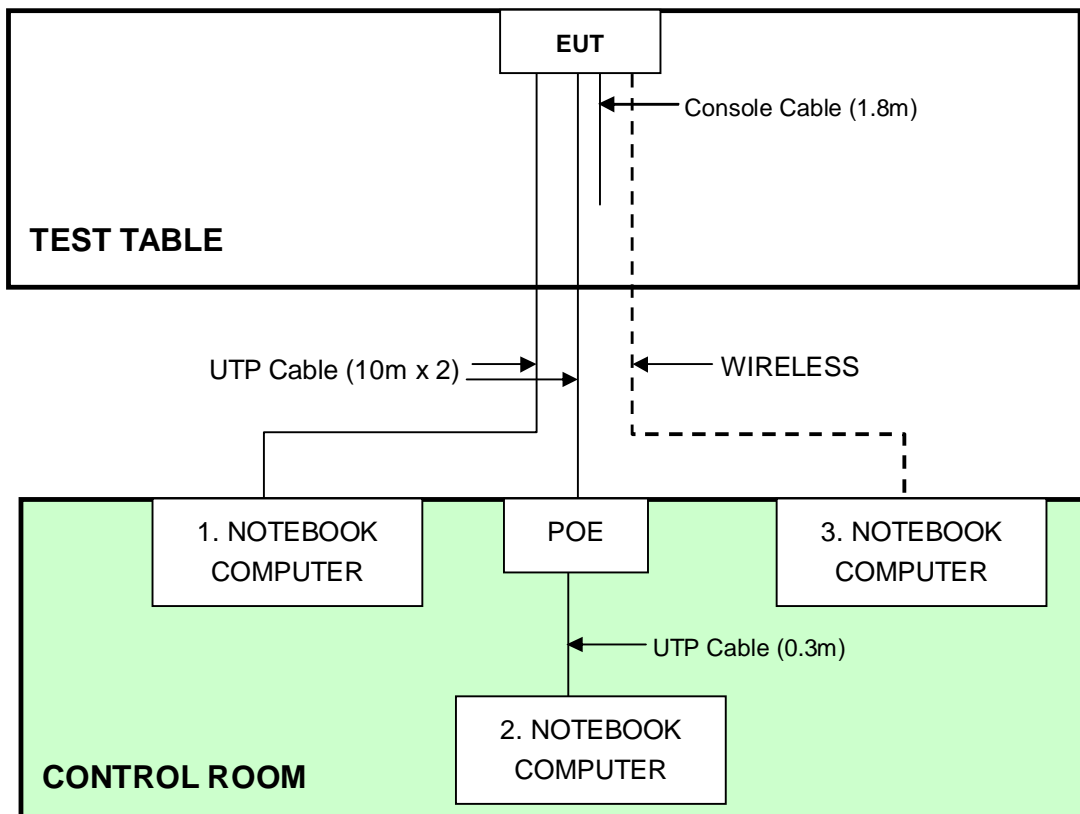 EUT
Console Cable (1.8m)
TEST TABLE
UTP Cable (10m x 2)
WIRELESS
1. NOTEBOOK
COMPUTER
POE
3. NOTEBOOK
COMPUTER
UTP Cable (0.3m)
2. NOTEBOOK
COMPUTER
CONTROL ROOM